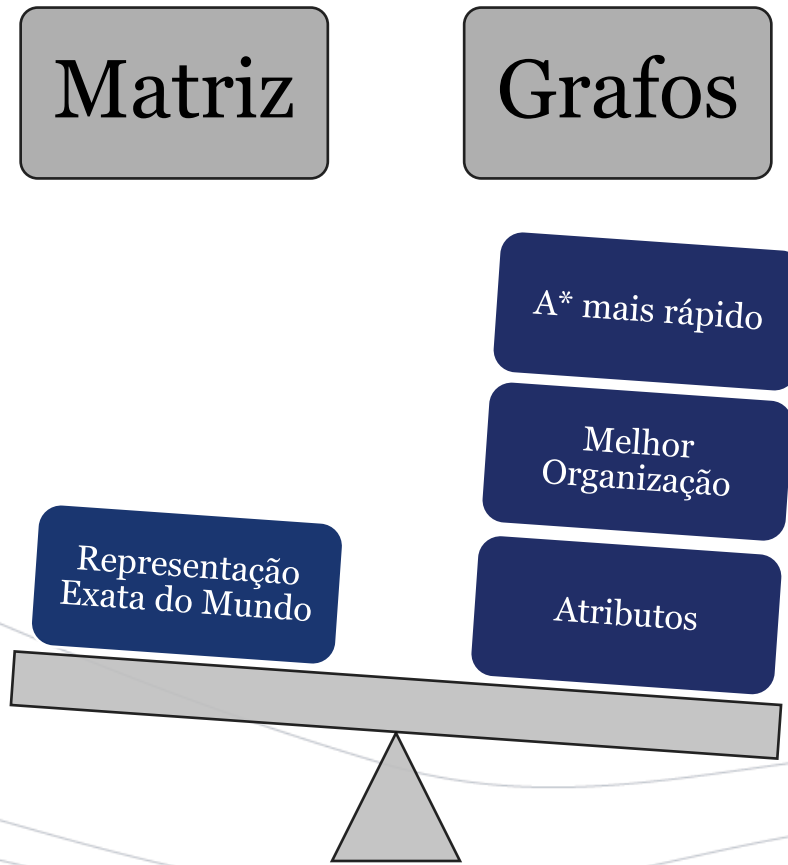 Matriz
Grafos
A* mais rápido
Melhor
Organização
Representação
Exata do Mundo
Atributos